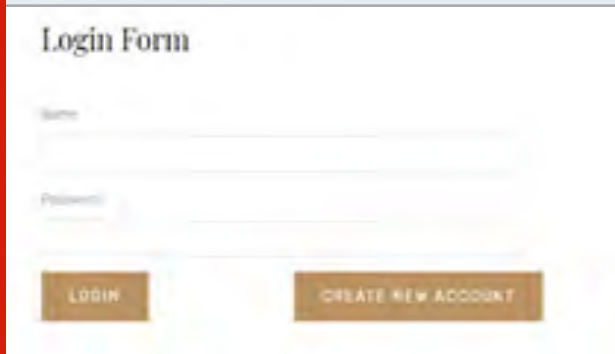 Login Form
Name
Password
LOGIN
CREATE NEW ACCOUNT